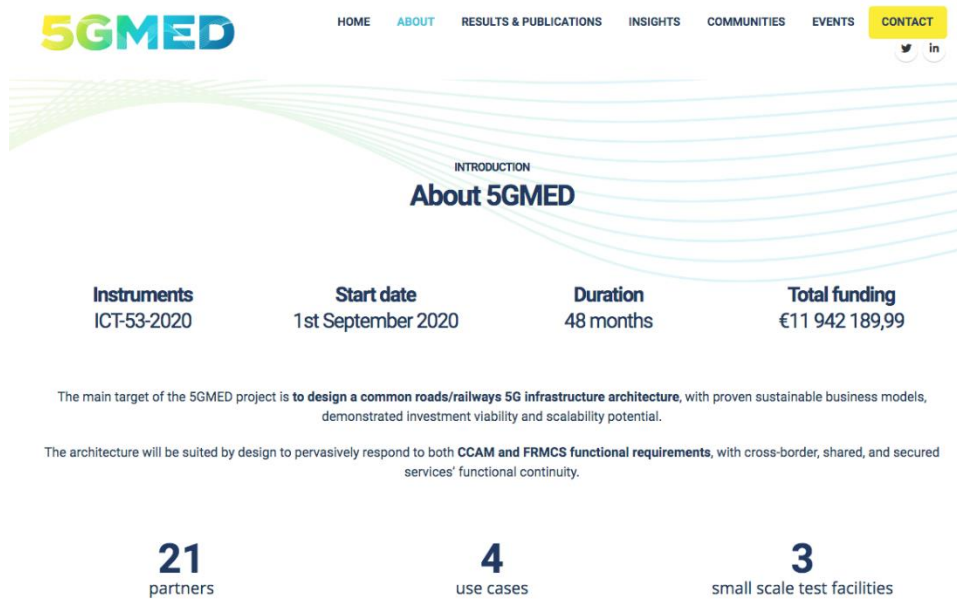 5GMED
HOME ABOUT RESULTS & PUBLICATIONS INSIGHTS COMMUNITIES EVENTS CONTACT
in
INTRODUCTION
About 5GMED
Instruments
ICT-53-2020
Start date
1st September 2020
Duration
48 months
Total funding
€11 942 189,99
The main target of the 5GMED project is to design a common roads/railways 5G infrastructure architecture, with proven sustainable business models,
demonstrated investment viability and scalability potential.
The architecture will be suited by design to pervasively respond to both CCAM and FRMCS functional requirements, with cross-border, shared, and secured
services' functional continuity.
21
partners
4
use cases
3
small scale test facilities